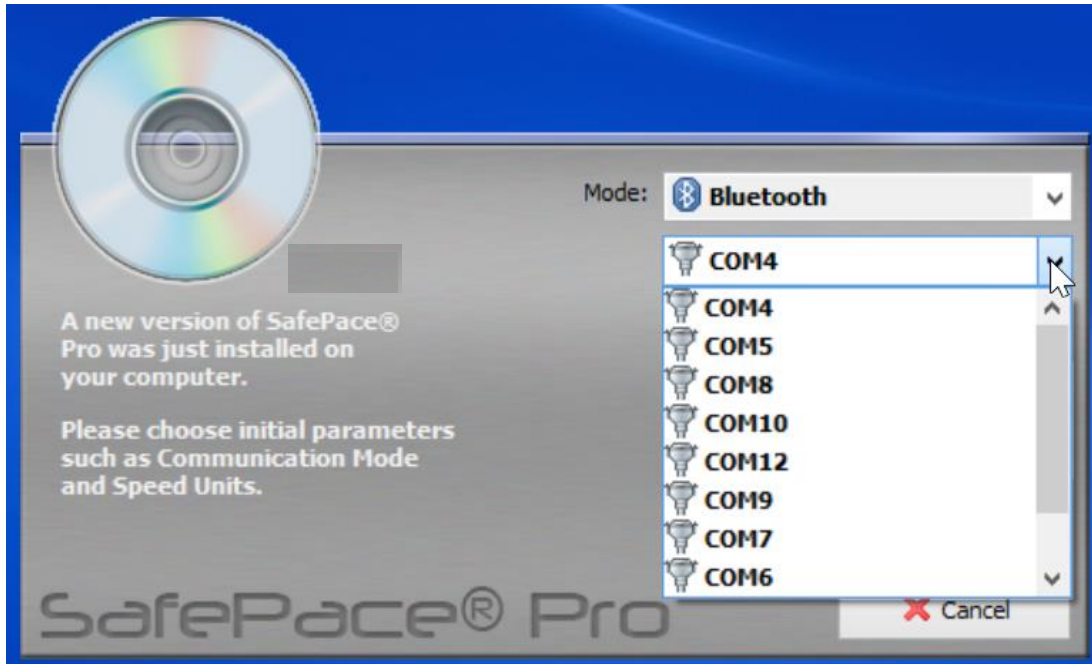 Mode:
Bluetooth
COM4
COM4
COM5
COM8
COM10
COM12
COM9
COM7
COM6
A new version of SafePace®
Pro was just installed on
your computer.
Please choose initial parameters
such as Communication Mode
and Speed Units.
SafePace® Pro
Cancel